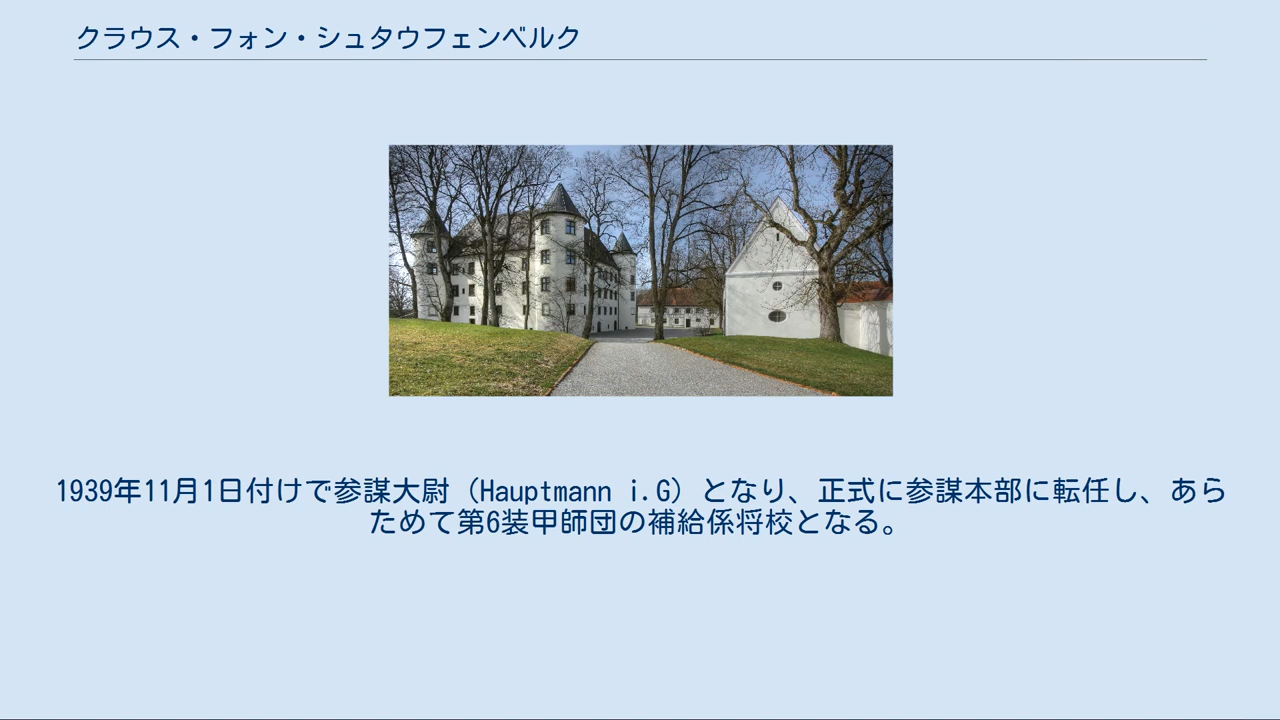 クラウス・フォン・シュタウフェンベルク
1939年11月1日付けで参謀大尉（Hauptmann i.G）となり、正式に参謀本部に転任し、あら
ためて第6装甲師団の補給係将校となる。